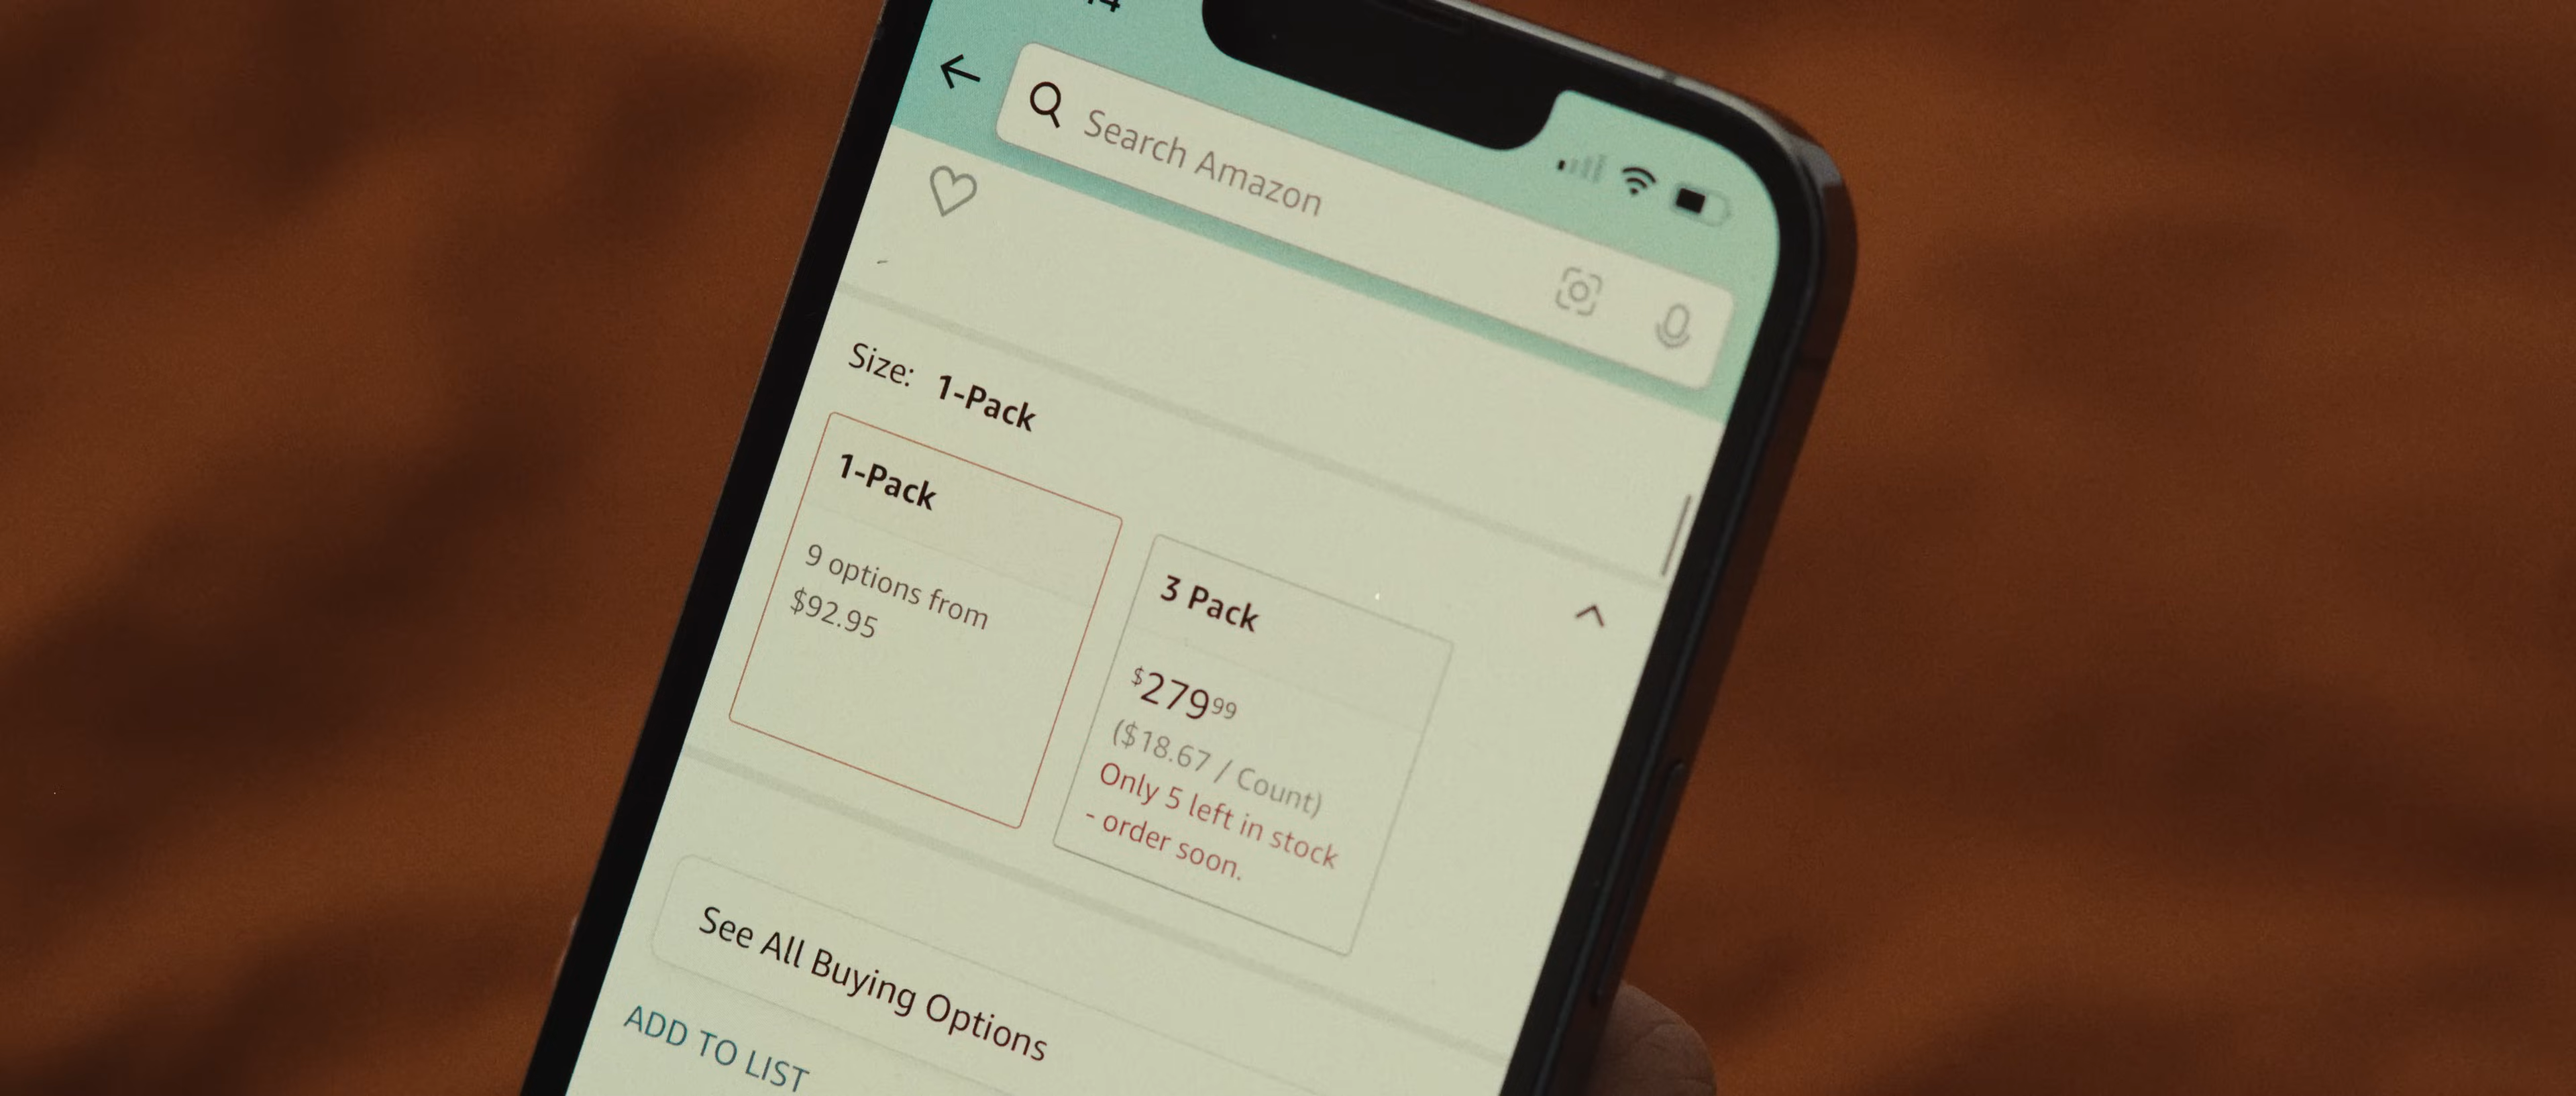 Search Amazon
Size: 1-Pack
1-Pack
9 options from
$92.95
3 Pack
$279⁹⁹
($18.67 / Count)
Only 5 left in stock
- order soon.
See All Buying Options
ADD TO LIST